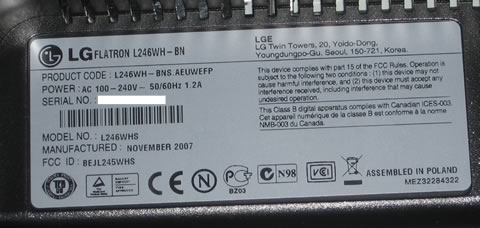 LG FLATRON L246WH-BN
PRODUCT CODE: L246WH-BNS.AEUWEFP
POWER: AC 100-240V~ 50/60Hz 1.2A
SERIAL NO.
MODEL NO.: L246WHS
MANUFACTURED : NOVEMBER 2007
FCC ID : BEJL245WHS
LGE
LG Twin Towers, 20, Yoido-Dong,
Youngdungpo-Gu, Seoul, 150-721, Korea.
This device complies with part 15 of the FCC Rules. Operation is
subject to the following two conditions : (1) this device may not cause
harmful interference, and (2) this device must accept any
interference received, including interference that may cause
undesired operation.
This Class B digital apparatus complies with Canadian ICES-003.
Cet appareil numérique de la classe B est conforme à la norme
NMB-003 du Canada.
CE
N
BZ03
N98
VCI
ASSEMBLED IN POLAND
MEZ32284322